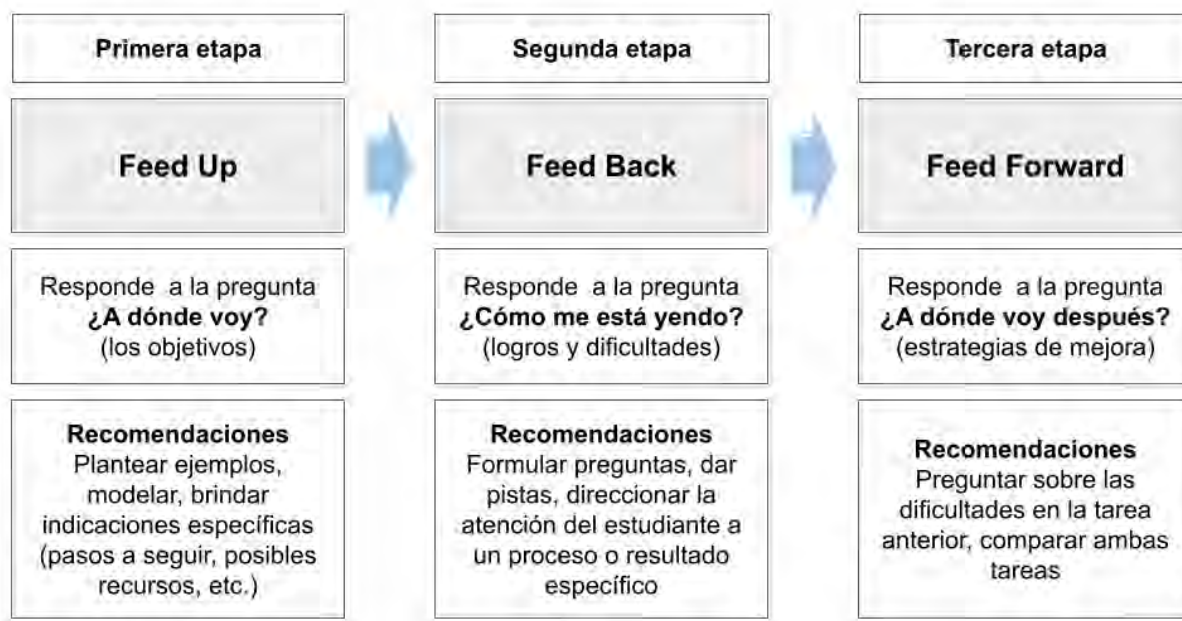 Primera etapa
Feed Up
Responde a la pregunta
¿A dónde voy?
(los objetivos)
Recomendaciones
Plantear ejemplos,
modelar, brindar
indicaciones específicas
(pasos a seguir, posibles
recursos, etc.)
Segunda etapa
Feed Back
Responde a la pregunta
¿Cómo me está yendo?
(logros y dificultades)
Recomendaciones
Formular preguntas, dar
pistas, direccionar la
atención del estudiante a
un proceso o resultado
específico
Tercera etapa
Feed Forward
Responde a la pregunta
¿A dónde voy después?
(estrategias de mejora)
Recomendaciones
Preguntar sobre las
dificultades en la tarea
anterior, comparar ambas
tareas